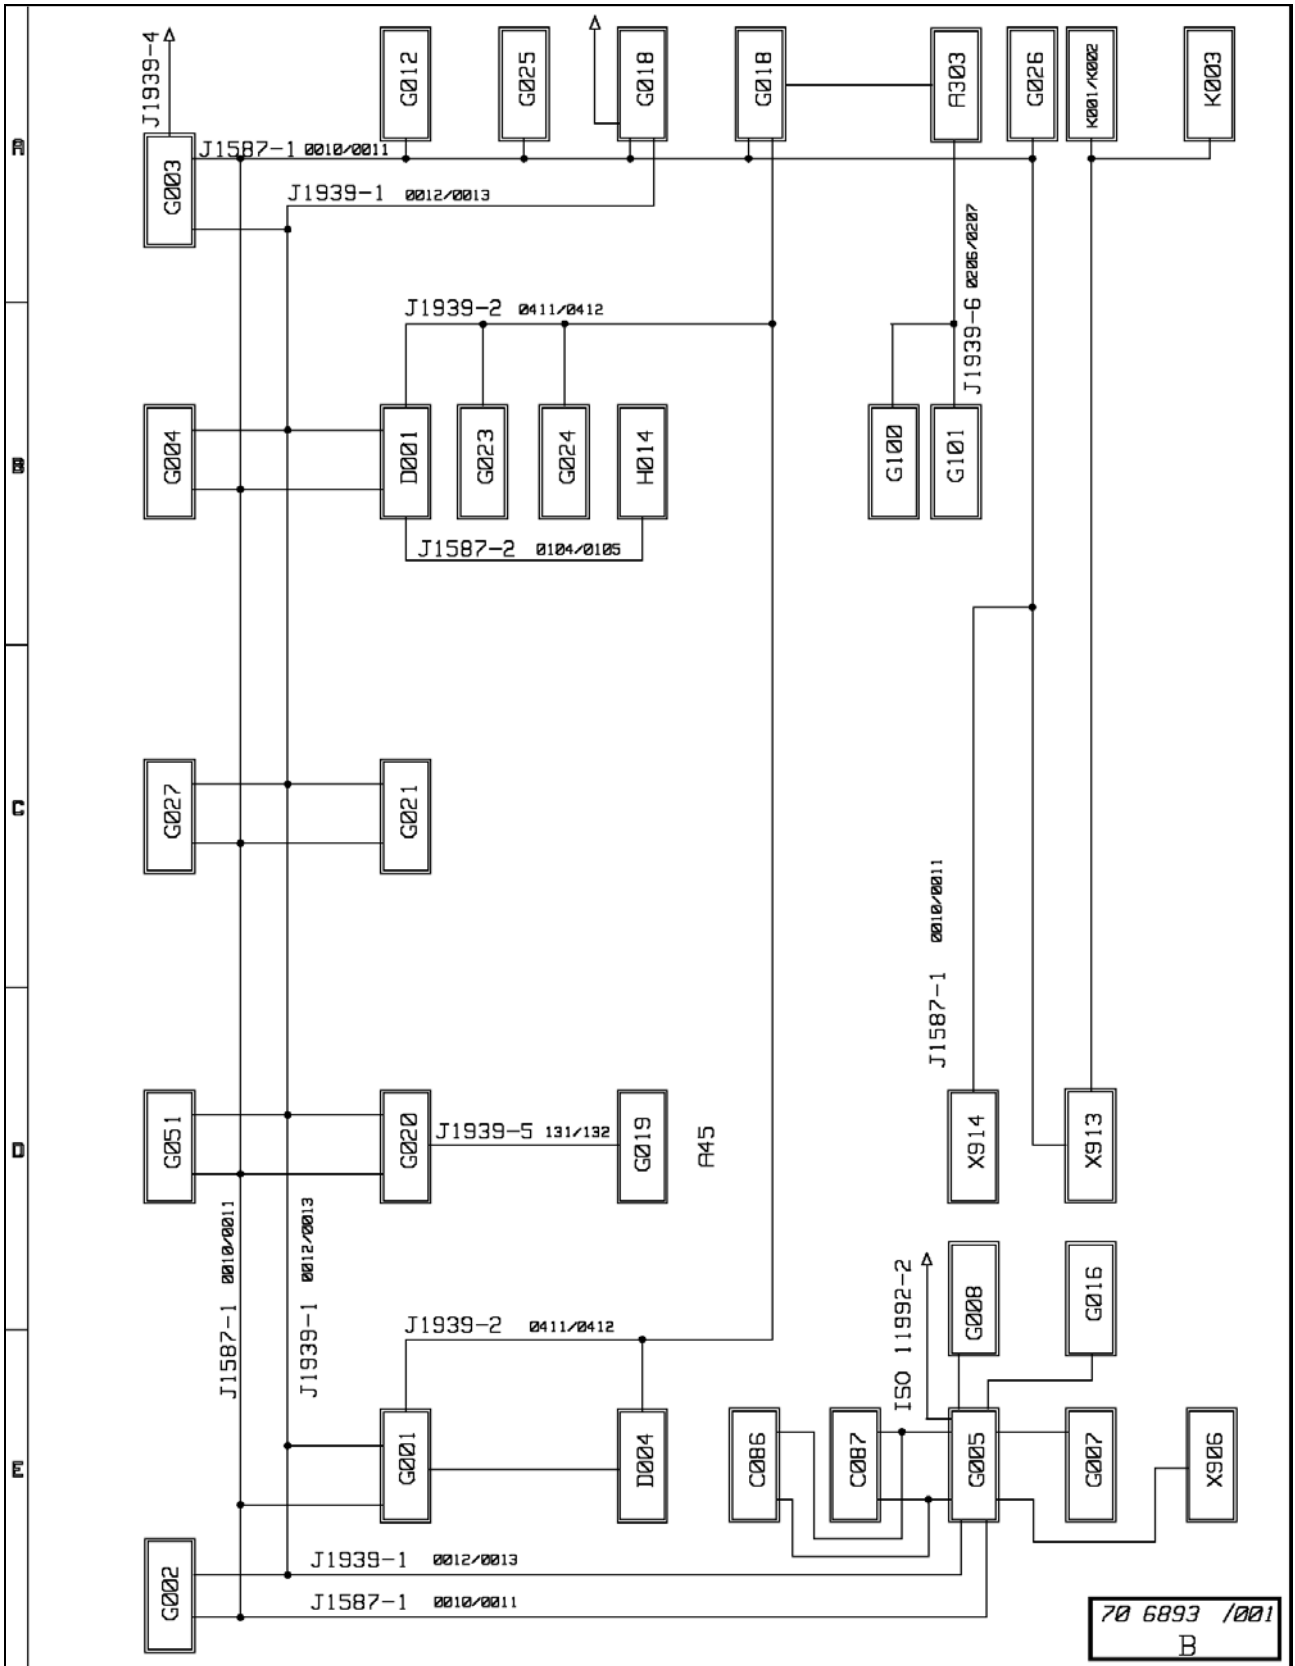 J1939-4
G012
G025
G018
G018
A303
G026
K001/K002
K003
A
G003
J1587-1 0010/0011
J1939-1 0012/0013
J1939-6 0206/0207
J1939-2 0411/0412
B
G004
D001
G023
G024
H014
G100
G101
J1587-2 0104/0105
C
G027
G021
J1587-1 0010/0011
D
G051
G020
J1939-5 131/132
G019
A45
X914
X913
J1587-1 0010/0011
J1939-1 0012/0013
J1939-2 0411/0412
ISO 11992-2
G008
G016
E
G001
D004
C086
C087
G005
G007
X906
G002
J1939-1 0012/0013
J1587-1 0010/0011
70 6893 /001
B